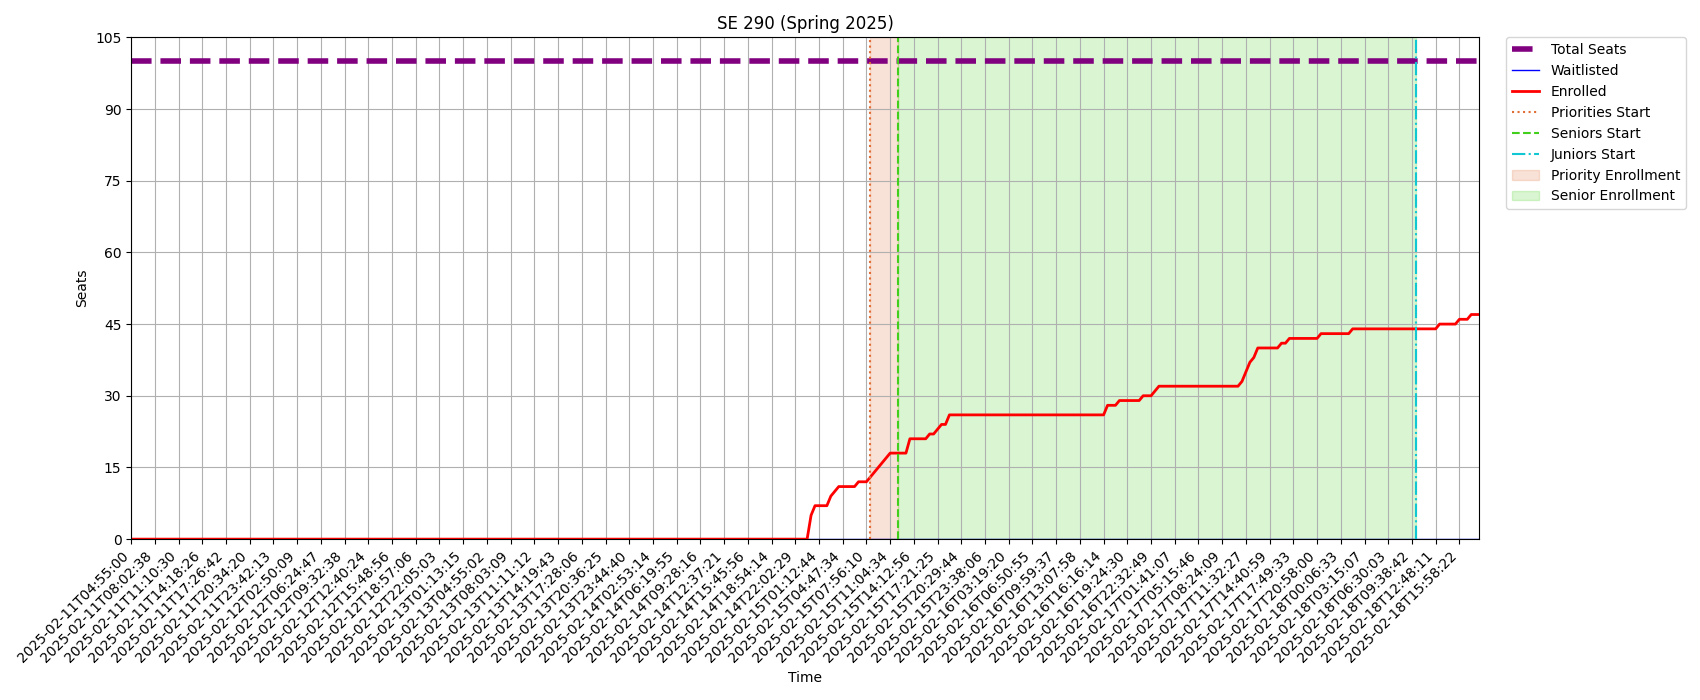 SE 290 (Spring 2025)
105
90
75
60
45
30
15
0
Seats
2025-02-11T04:55:00
2025-02-11T08:02:38
2025-02-11T11:10:30
2025-02-11T14:18:26
2025-02-11T17:26:42
2025-02-11T20:34:20
2025-02-11T23:42:13
2025-02-12T02:50:09
2025-02-12T06:24:47
2025-02-12T09:32:38
2025-02-12T12:40:24
2025-02-12T15:48:56
2025-02-12T18:57:06
2025-02-12T22:05:03
2025-02-13T01:13:15
2025-02-13T04:55:02
2025-02-13T08:03:09
2025-02-13T11:11:12
2025-02-13T14:19:43
2025-02-13T17:28:06
2025-02-13T20:36:25
2025-02-13T23:44:40
2025-02-14T02:53:14
2025-02-14T06:19:55
2025-02-14T09:28:16
2025-02-14T12:37:21
2025-02-14T15:45:56
2025-02-14T18:54:14
2025-02-14T22:02:29
2025-02-15T01:12:44
2025-02-15T04:47:34
2025-02-15T07:56:10
2025-02-15T11:04:34
2025-02-15T14:12:56
2025-02-15T17:21:25
2025-02-15T20:29:44
2025-02-15T23:38:06
2025-02-16T03:19:20
2025-02-16T06:50:55
2025-02-16T09:59:37
2025-02-16T13:07:58
2025-02-16T16:16:14
2025-02-16T19:24:30
2025-02-16T22:32:49
2025-02-17T01:41:07
2025-02-17T05:15:46
2025-02-17T08:24:09
2025-02-17T11:32:27
2025-02-17T14:40:59
2025-02-17T17:49:33
2025-02-17T20:58:00
2025-02-18T00:06:33
2025-02-18T03:15:07
2025-02-18T06:30:03
2025-02-18T09:38:42
2025-02-18T12:48:11
2025-02-18T15:58:22
Time
Total Seats
Waitlisted
Enrolled
Priorities Start
Seniors Start
Juniors Start
Priority Enrollment
Senior Enrollment